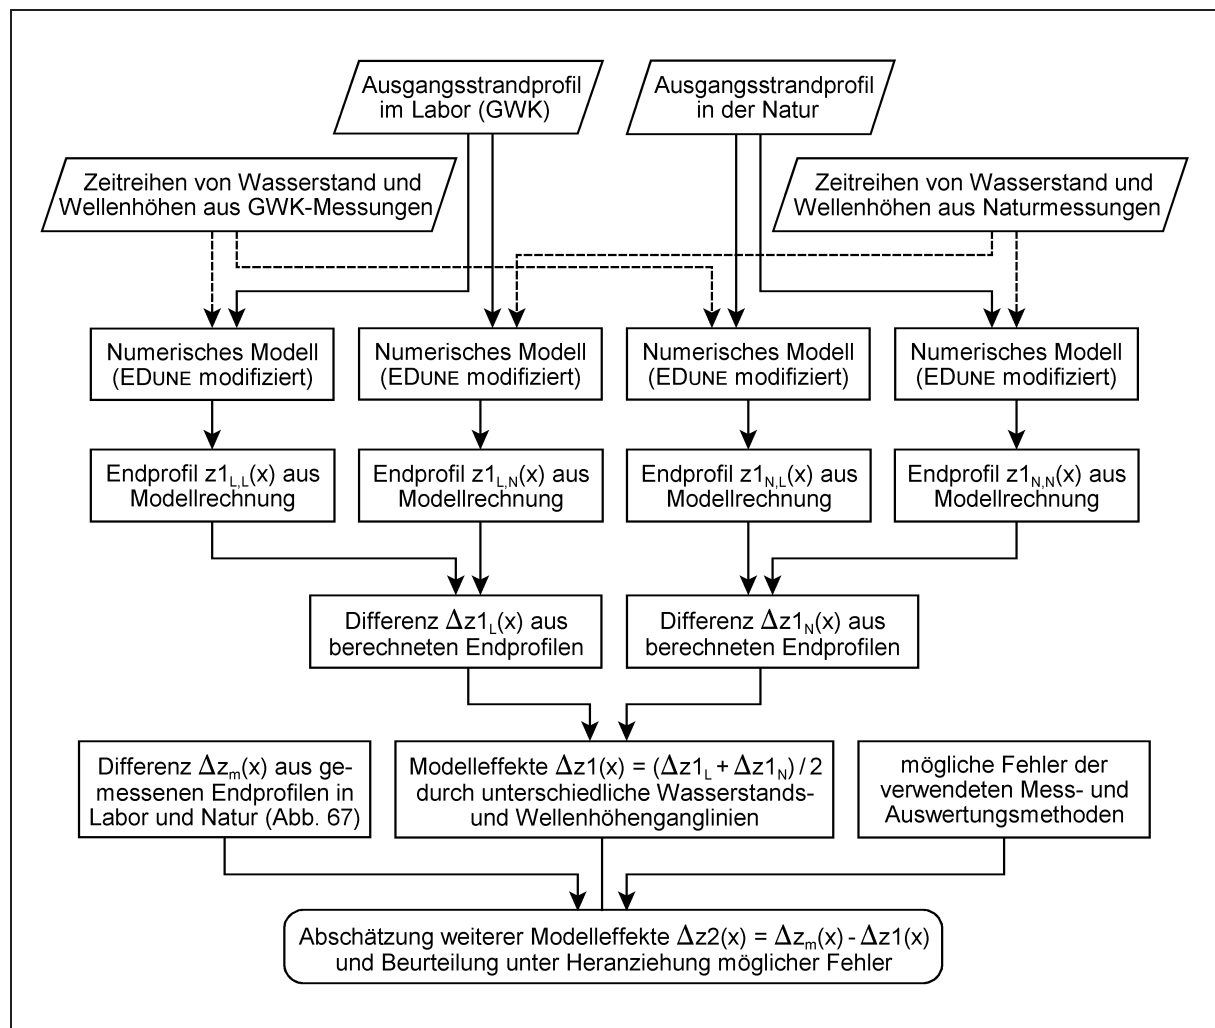 Ausgangsstrandprofil
im Labor (GWK)
Ausgangsstrandprofil
in der Natur
Zeitreihen von Wasserstand und
Wellenhöhen aus GWK-Messungen
Zeitreihen von Wasserstand und
Wellenhöhen aus Naturmessungen
Numerisches Modell
(EDUNE modifiziert)
Numerisches Modell
(EDUNE modifiziert)
Numerisches Modell
(EDUNE modifiziert)
Numerisches Modell
(EDUNE modifiziert)
Endprofil z1L,L(x) aus
Modellrechnung
Endprofil z1L,N(x) aus
Modellrechnung
Endprofil z1N,L(x) aus
Modellrechnung
Endprofil z1N,N(x) aus
Modellrechnung
Differenz Δz1L(x) aus
berechneten Endprofilen
Differenz Δz1N(x) aus
berechneten Endprofilen
Differenz Δzm(x) aus ge-
messenen Endprofilen in
Labor und Natur (Abb. 67)
Modelleffekte Δz1(x) = (Δz1L + Δz1N) / 2
durch unterschiedliche Wasserstands-
und Wellenhöhenganglinien
mögliche Fehler der
verwendeten Mess- und
Auswertungsmethoden
Abschätzung weiterer Modelleffekte Δz2(x) = Δzm(x) - Δz1(x)
und Beurteilung unter Heranziehung möglicher Fehler